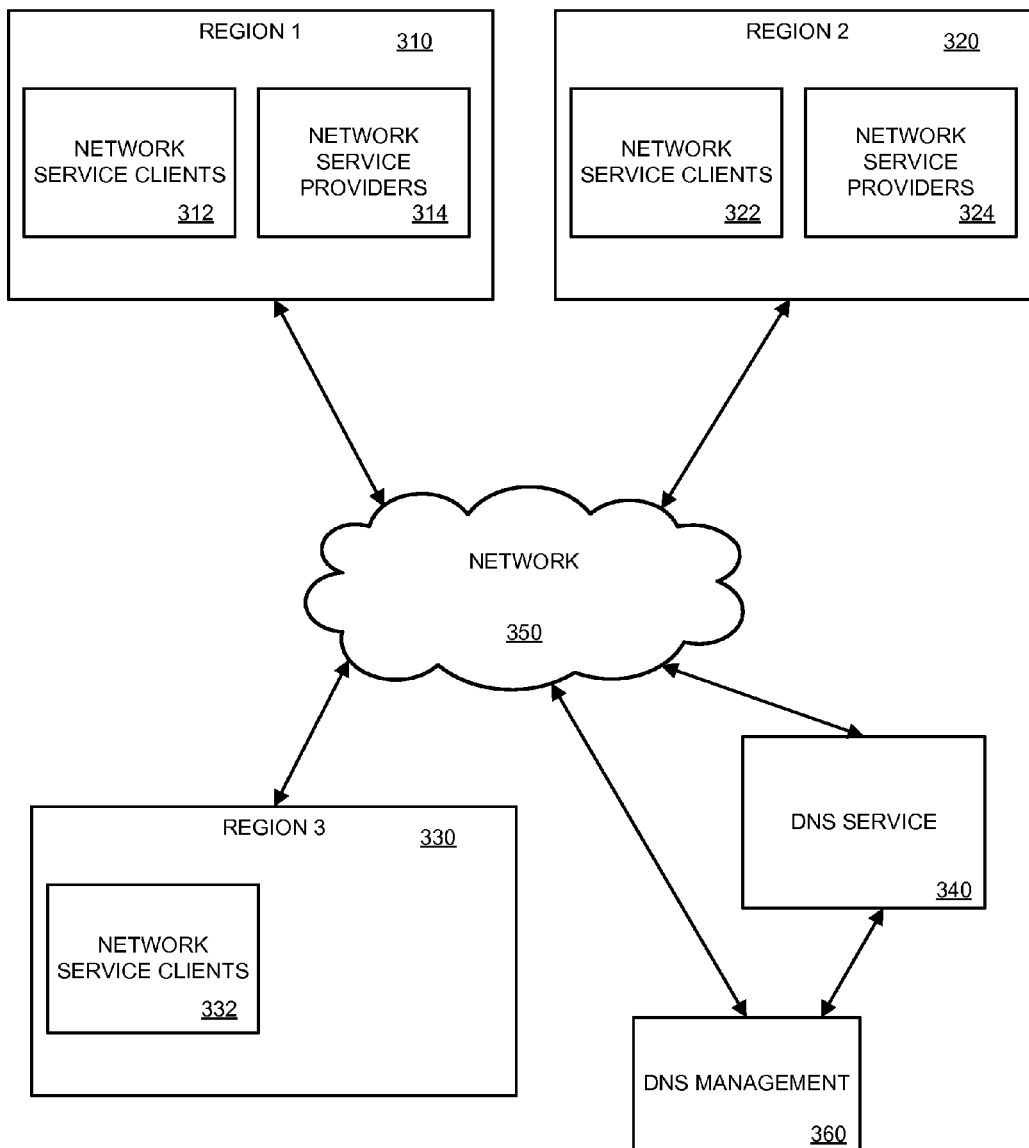 REGION 1
310
NETWORK
SERVICE CLIENTS
312
NETWORK
SERVICE
PROVIDERS
314
REGION 2
320
NETWORK
SERVICE CLIENTS
322
NETWORK
SERVICE
PROVIDERS
324
NETWORK
350
REGION 3
330
NETWORK
SERVICE CLIENTS
332
DNS SERVICE
340
DNS MANAGEMENT
360